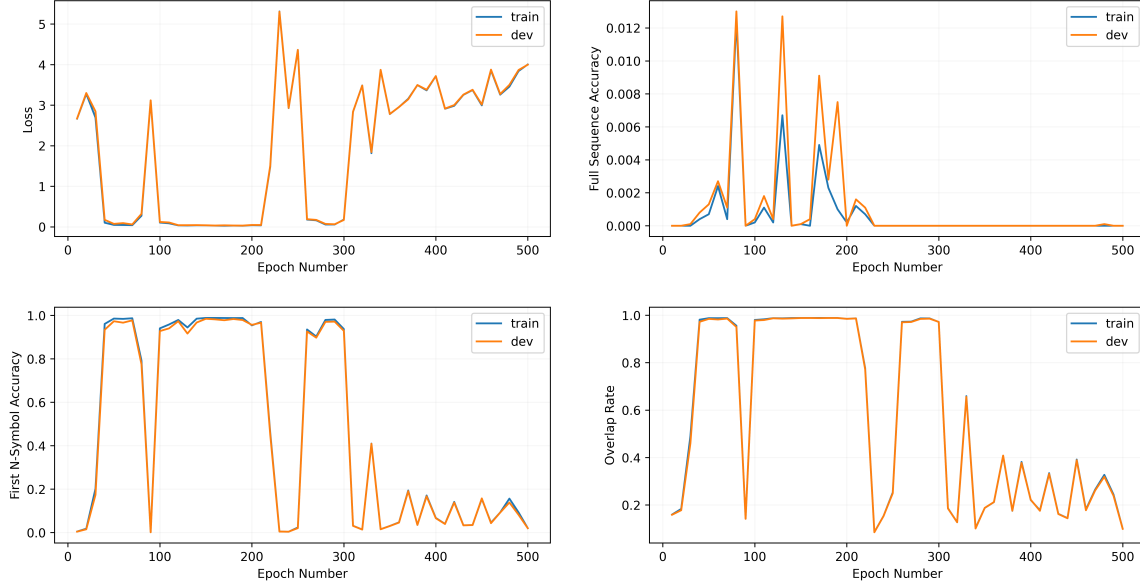 Loss
5
4
3
2
1
0
0 100 200 300 400 500
Epoch Number
train
dev
Full Sequence Accuracy
0.012
0.010
0.008
0.006
0.004
0.002
0.000
0 100 200 300 400 500
Epoch Number
train
dev
First N-Symbol Accuracy
1.0
0.8
0.6
0.4
0.2
0.0
0 100 200 300 400 500
Epoch Number
train
dev
Overlap Rate
1.0
0.8
0.6
0.4
0.2
0 100 200 300 400 500
Epoch Number
train
dev